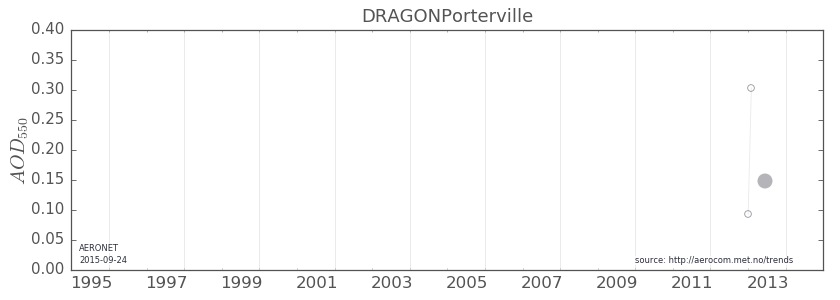 DRAGONPorterville
0.40
0.35
0.30
0.25
0.20
0.15
0.10
0.05
0.00
AOD550
AERONET
2015-09-24
source: http://aerocom.met.no/trends
1995 1997 1999 2001 2003 2005 2007 2009 2011 2013